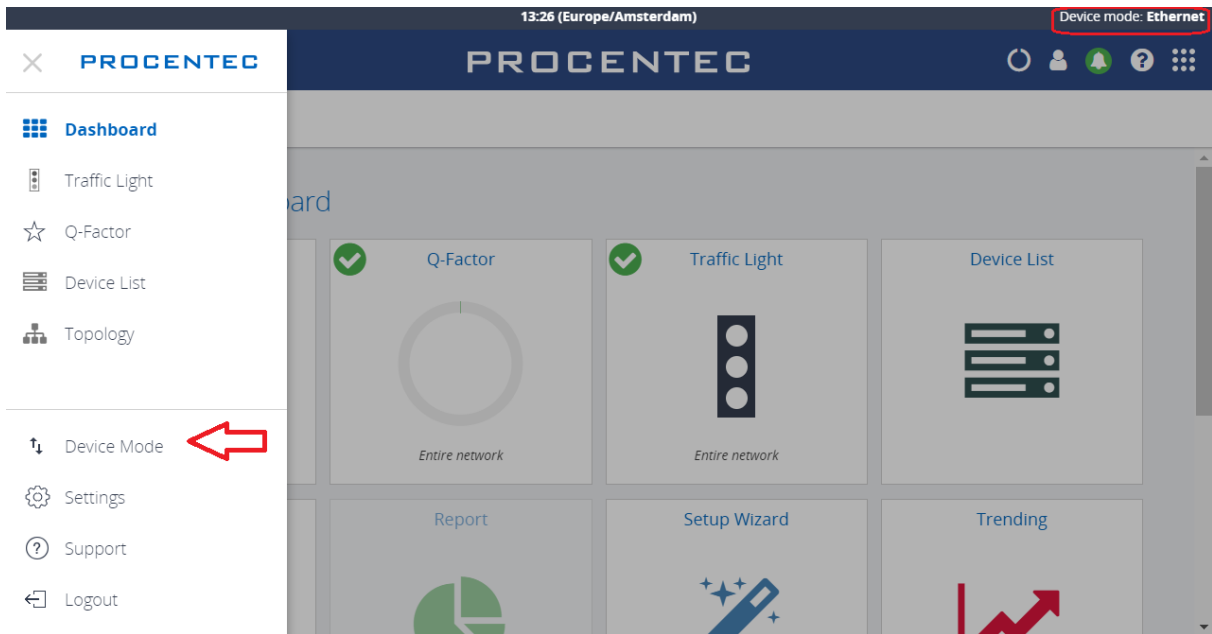 13:26 (Europe/Amsterdam)
Device mode: Ethernet
PROCENTEC
PROCENTEC
Dashboard
Traffic Light
Q-Factor
Device List
Topology
Device Mode
Settings
Support
Logout
oard
Q-Factor
Traffic Light
Device List
Entire network
Entire network
Report
Setup Wizard
Trending